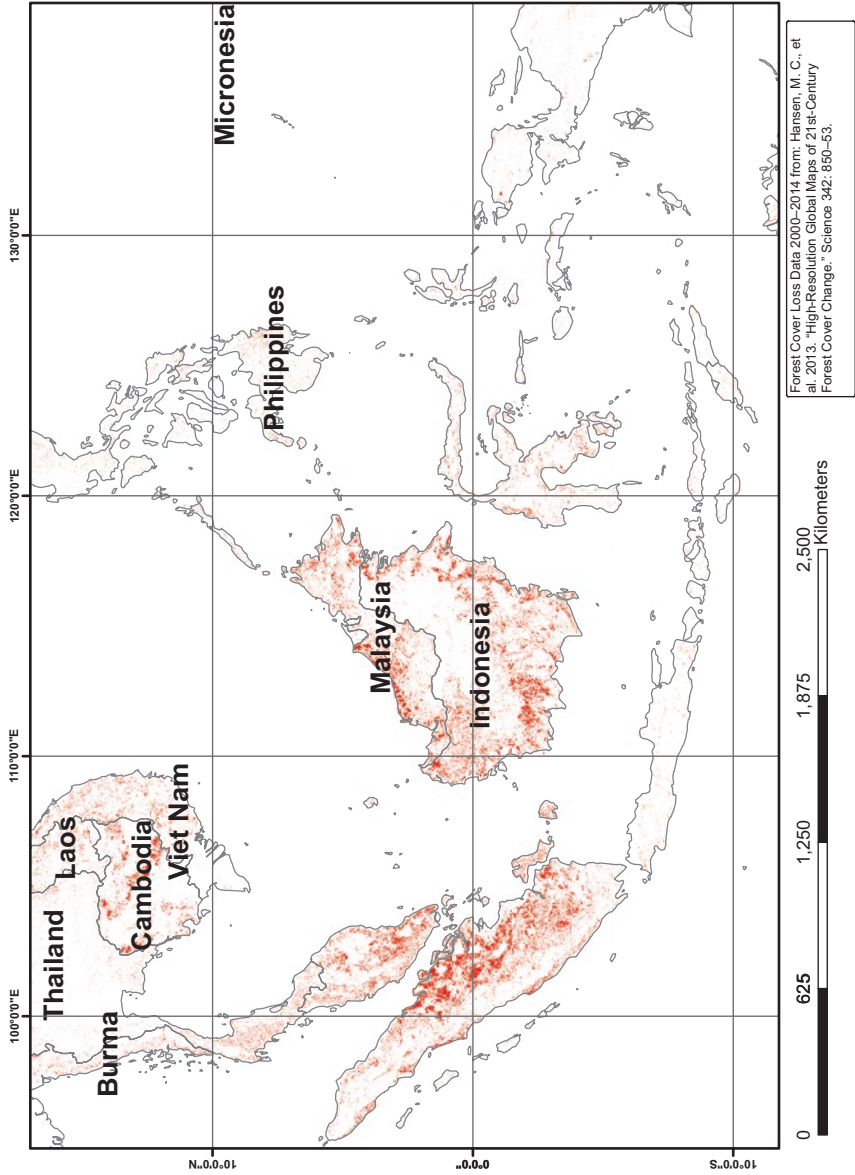 100°0'0"E
110°0'0"E
120°0'0"E
130°0'0"E
Micronesia
Philippines
Laos
Thailand
Cambodia
Viet Nam
Burma
Malaysia
Indonesia
10°0'0"N
0°0'0"
10°0'0"S
0
625
1,250
1,875
2,500
Kilometers
Forest Cover Loss Data 2000–2014 from: Hansen, M. C., et
al. 2013. "High-Resolution Global Maps of 21st-Century
Forest Cover Change." Science 342: 850–53.